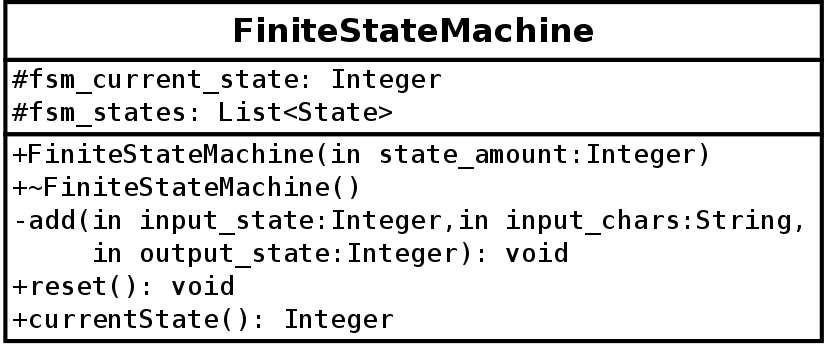 FiniteStateMachine
#fsm_current_state: Integer
#fsm_states: List<State>
+FiniteStateMachine(in state_amount:Integer)
+~FiniteStateMachine()
-add(in input_state:Integer,in input_chars:String,
in output_state:Integer): void
+reset(): void
+currentState(): Integer